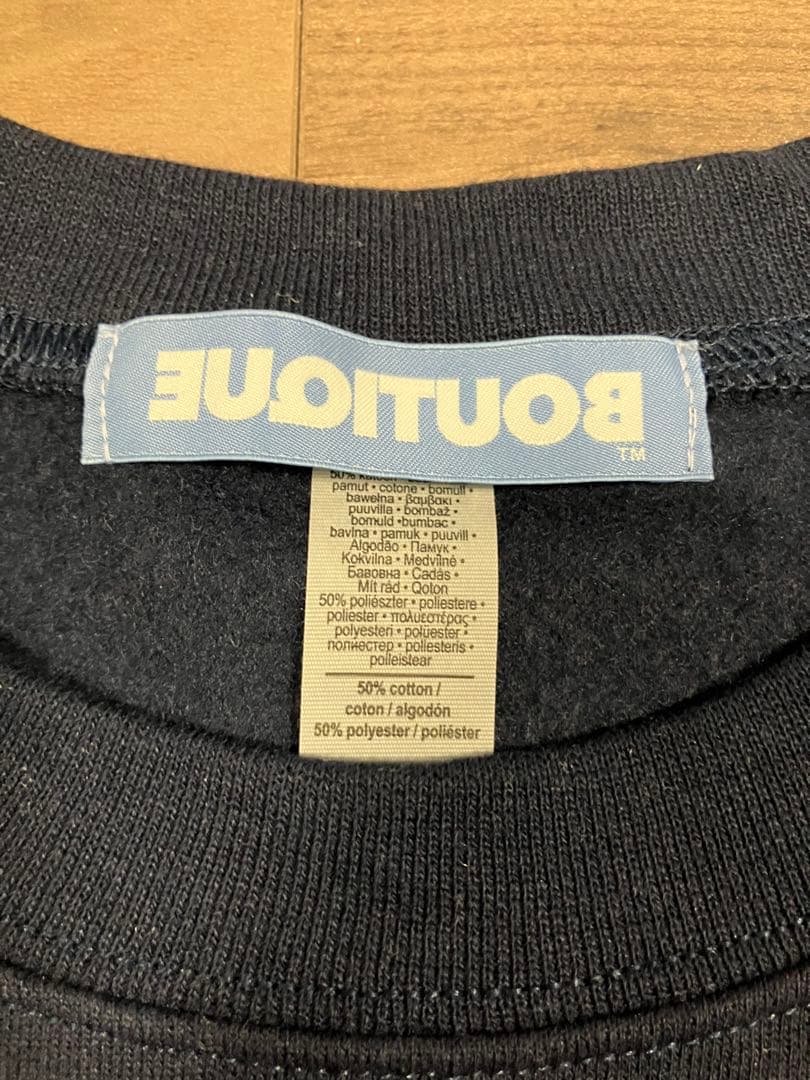 BOUTIQUE
TM
pamut • cotone • bomull •
bawełna • βαμβακι •
puuvilla • bombaž •
bomuld •bumbac •
bavlna • pamuk • puuvill •
Algodão • Памук •
Kokvilna • Medvilnė •
Бавовна • Cadás •
Mít rád • Qoton
50% poliészter • poliestere •
poliester • πολυεστέρας •
polyesteri • poluester •
полиестер • poliesteris •
poileistear
50% cotton /
coton / algodón
50% polyester / poliéster